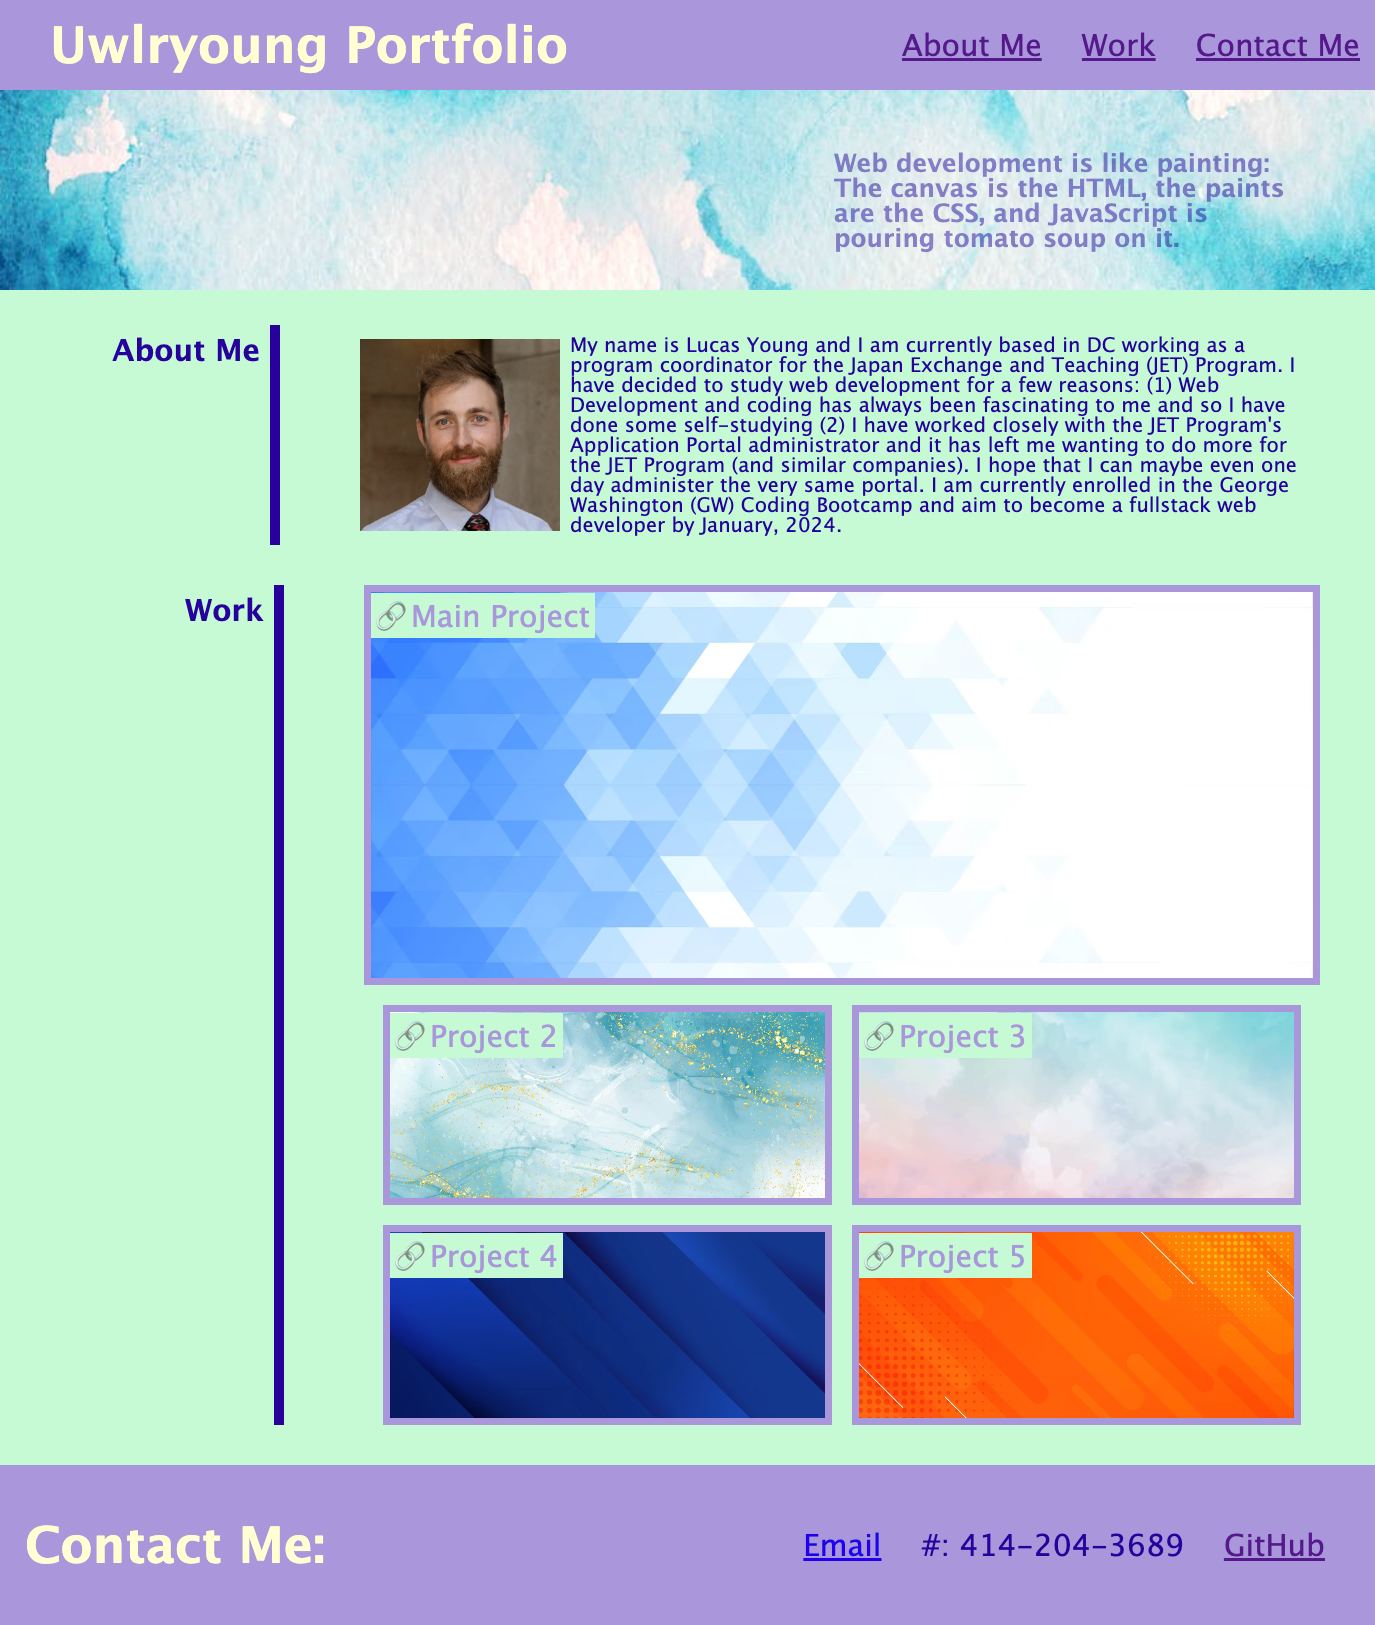 Uwlryoung Portfolio
About Me Work Contact Me
Web development is like painting:
The canvas is the HTML, the paints
are the CSS, and JavaScript is
pouring tomato soup on it.
About Me
My name is Lucas Young and I am currently based in DC working as a
program coordinator for the Japan Exchange and Teaching (JET) Program. I
have decided to study web development for a few reasons: (1) Web
Development and coding has always been fascinating to me and so I have
done some self-studying (2) I have worked closely with the JET Program's
Application Portal administrator and it has left me wanting to do more for
the JET Program (and similar companies). I hope that I can maybe even one
day administer the very same portal. I am currently enrolled in the George
Washington (GW) Coding Bootcamp and aim to become a fullstack web
developer by January, 2024.
Work
🔗Main Project
🔗Project 2
🔗Project 3
🔗Project 4
🔗Project 5
Contact Me:
Email #: 414-204-3689 GitHub